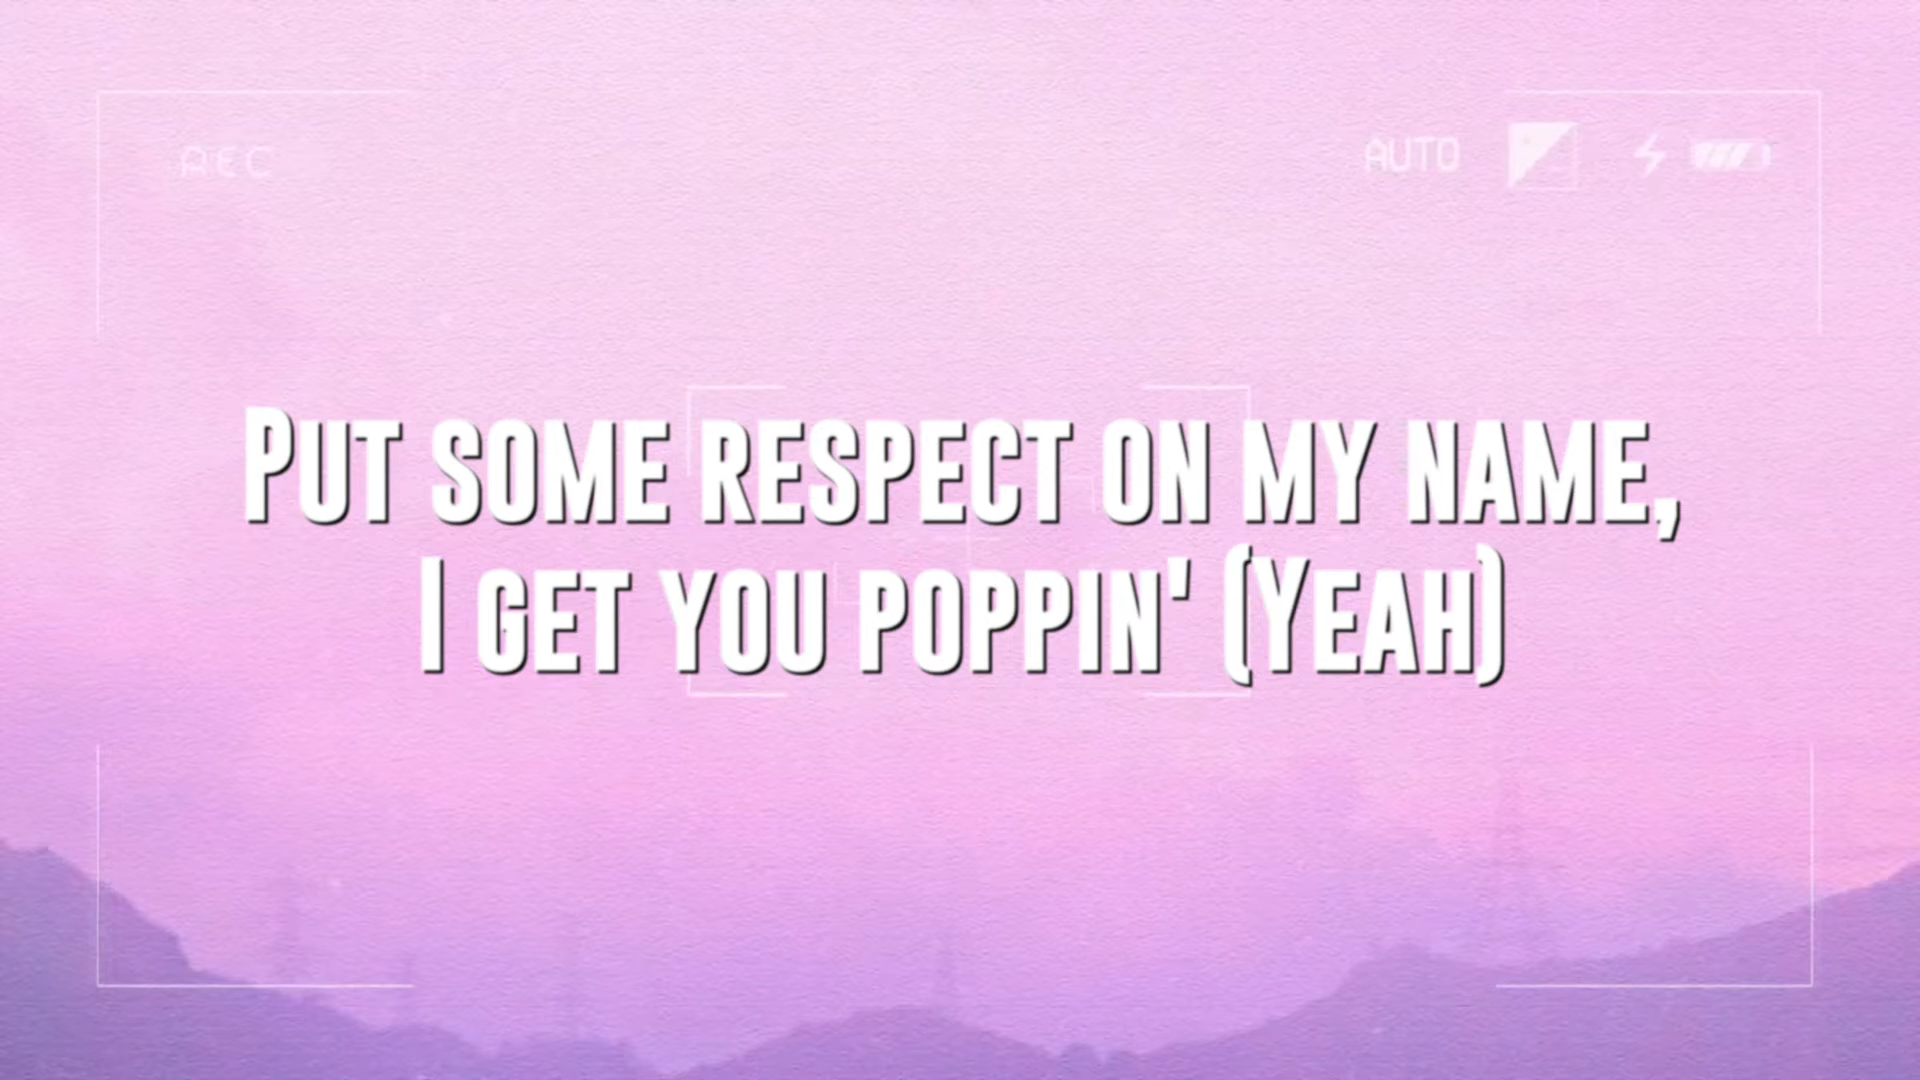 REC
AUTO
PUT SOME RESPECT ON MY NAME,
I GET YOU POPPIN' (YEAH)